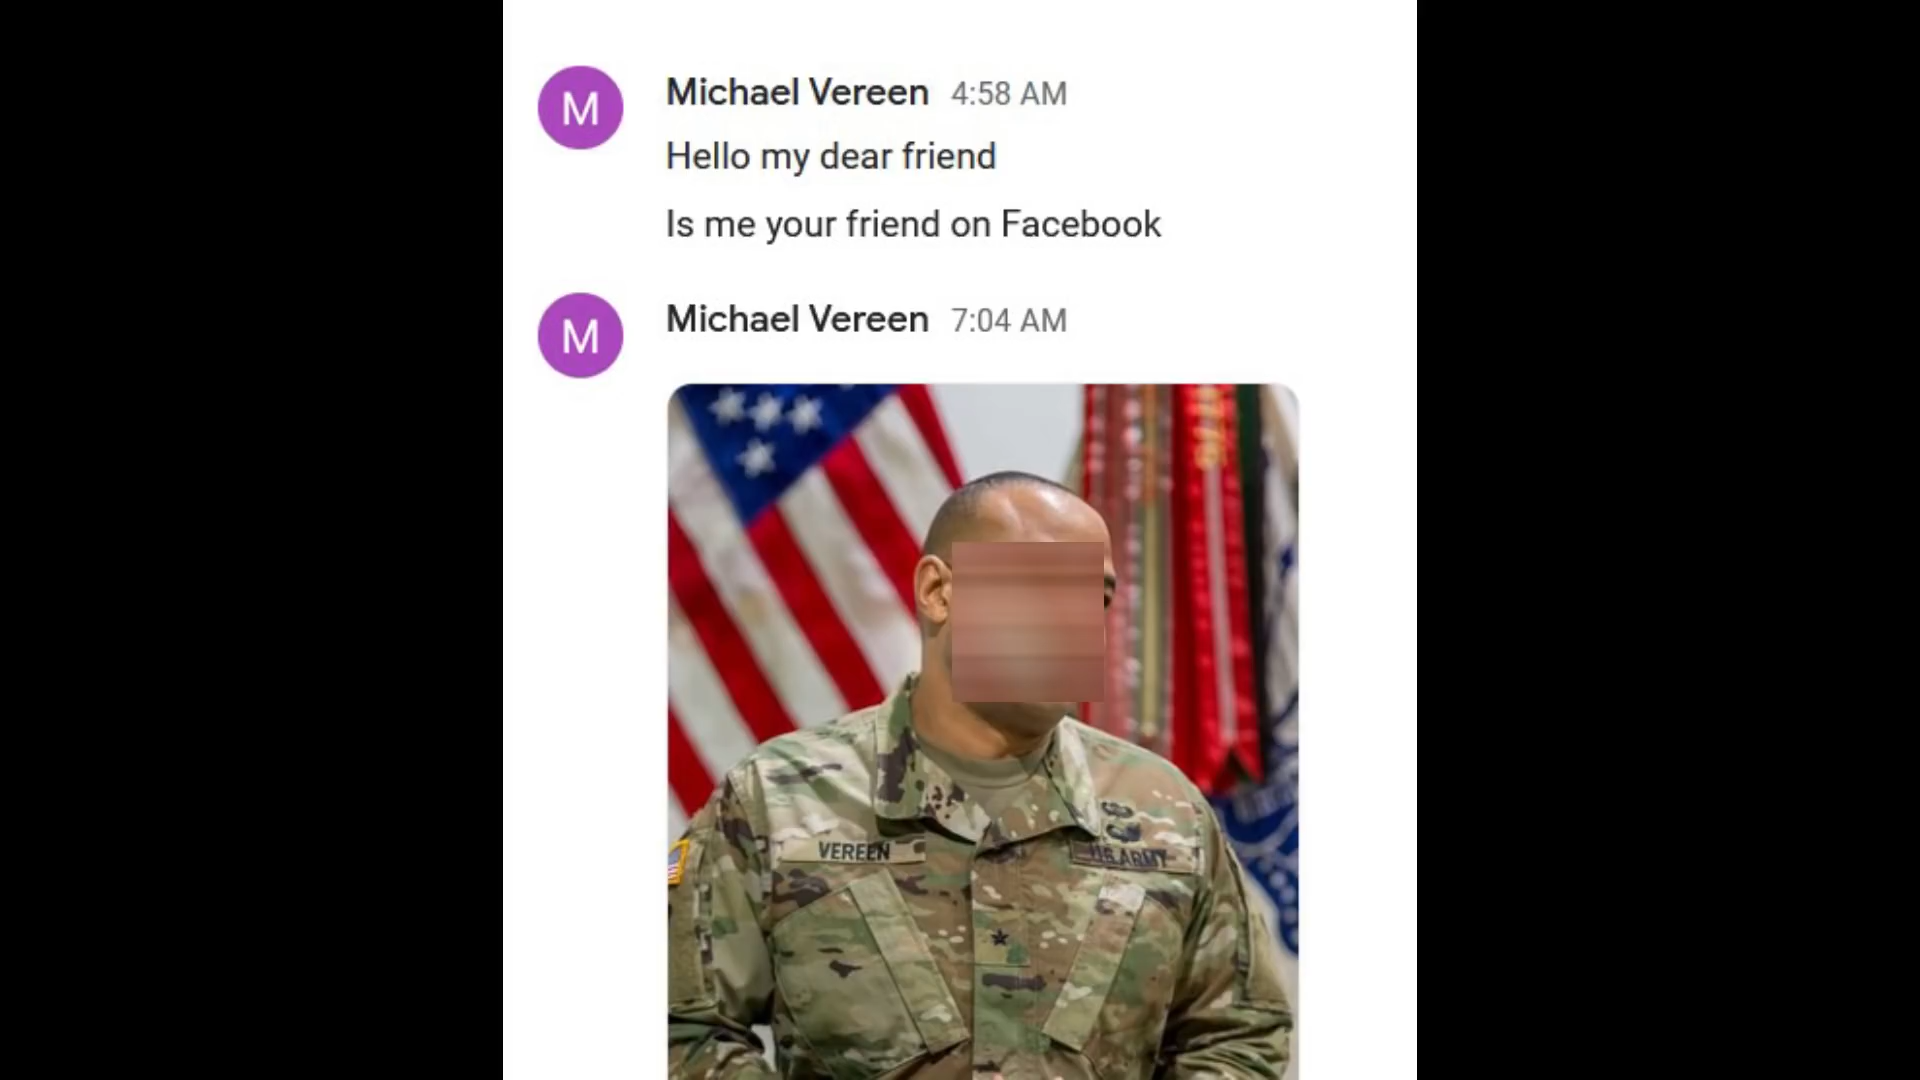 M
Michael Vereen 4:58 AM
Hello my dear friend
Is me your friend on Facebook
M
Michael Vereen 7:04 AM
VEREEN
U.S. ARMY